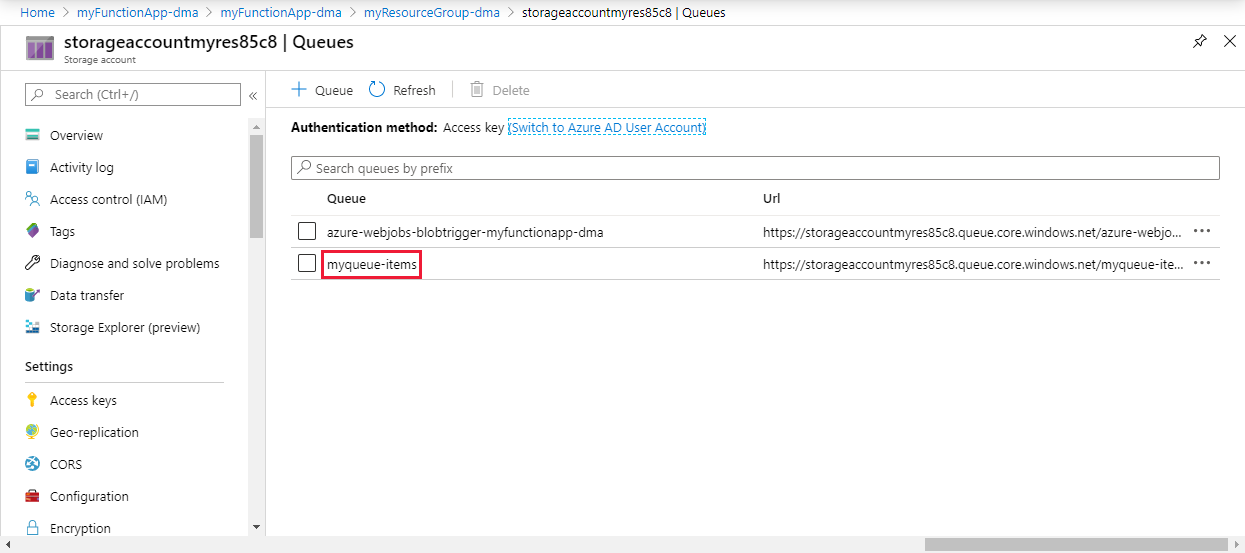 Home > myFunctionApp-dma > myFunctionApp-dma > myResourceGroup-dma > storageaccountmyres85c8 | Queues
storageaccountmyres85c8 | Queues
Storage account
Search (Ctrl+/)
«
Overview
Activity log
Access control (IAM)
Tags
Diagnose and solve problems
Data transfer
Storage Explorer (preview)
Settings
Access keys
Geo-replication
CORS
Configuration
Encryption
+ Queue Refresh Delete
Authentication method: Access key (Switch to Azure AD User Account)
Search queues by prefix
Queue Url
azure-webjobs-blobtrigger-myfunctionapp-dma https://storageaccountmyres85c8.queue.core.windows.net/azure-webjo... ...
myqueue-items https://storageaccountmyres85c8.queue.core.windows.net/myqueue-ite... ...